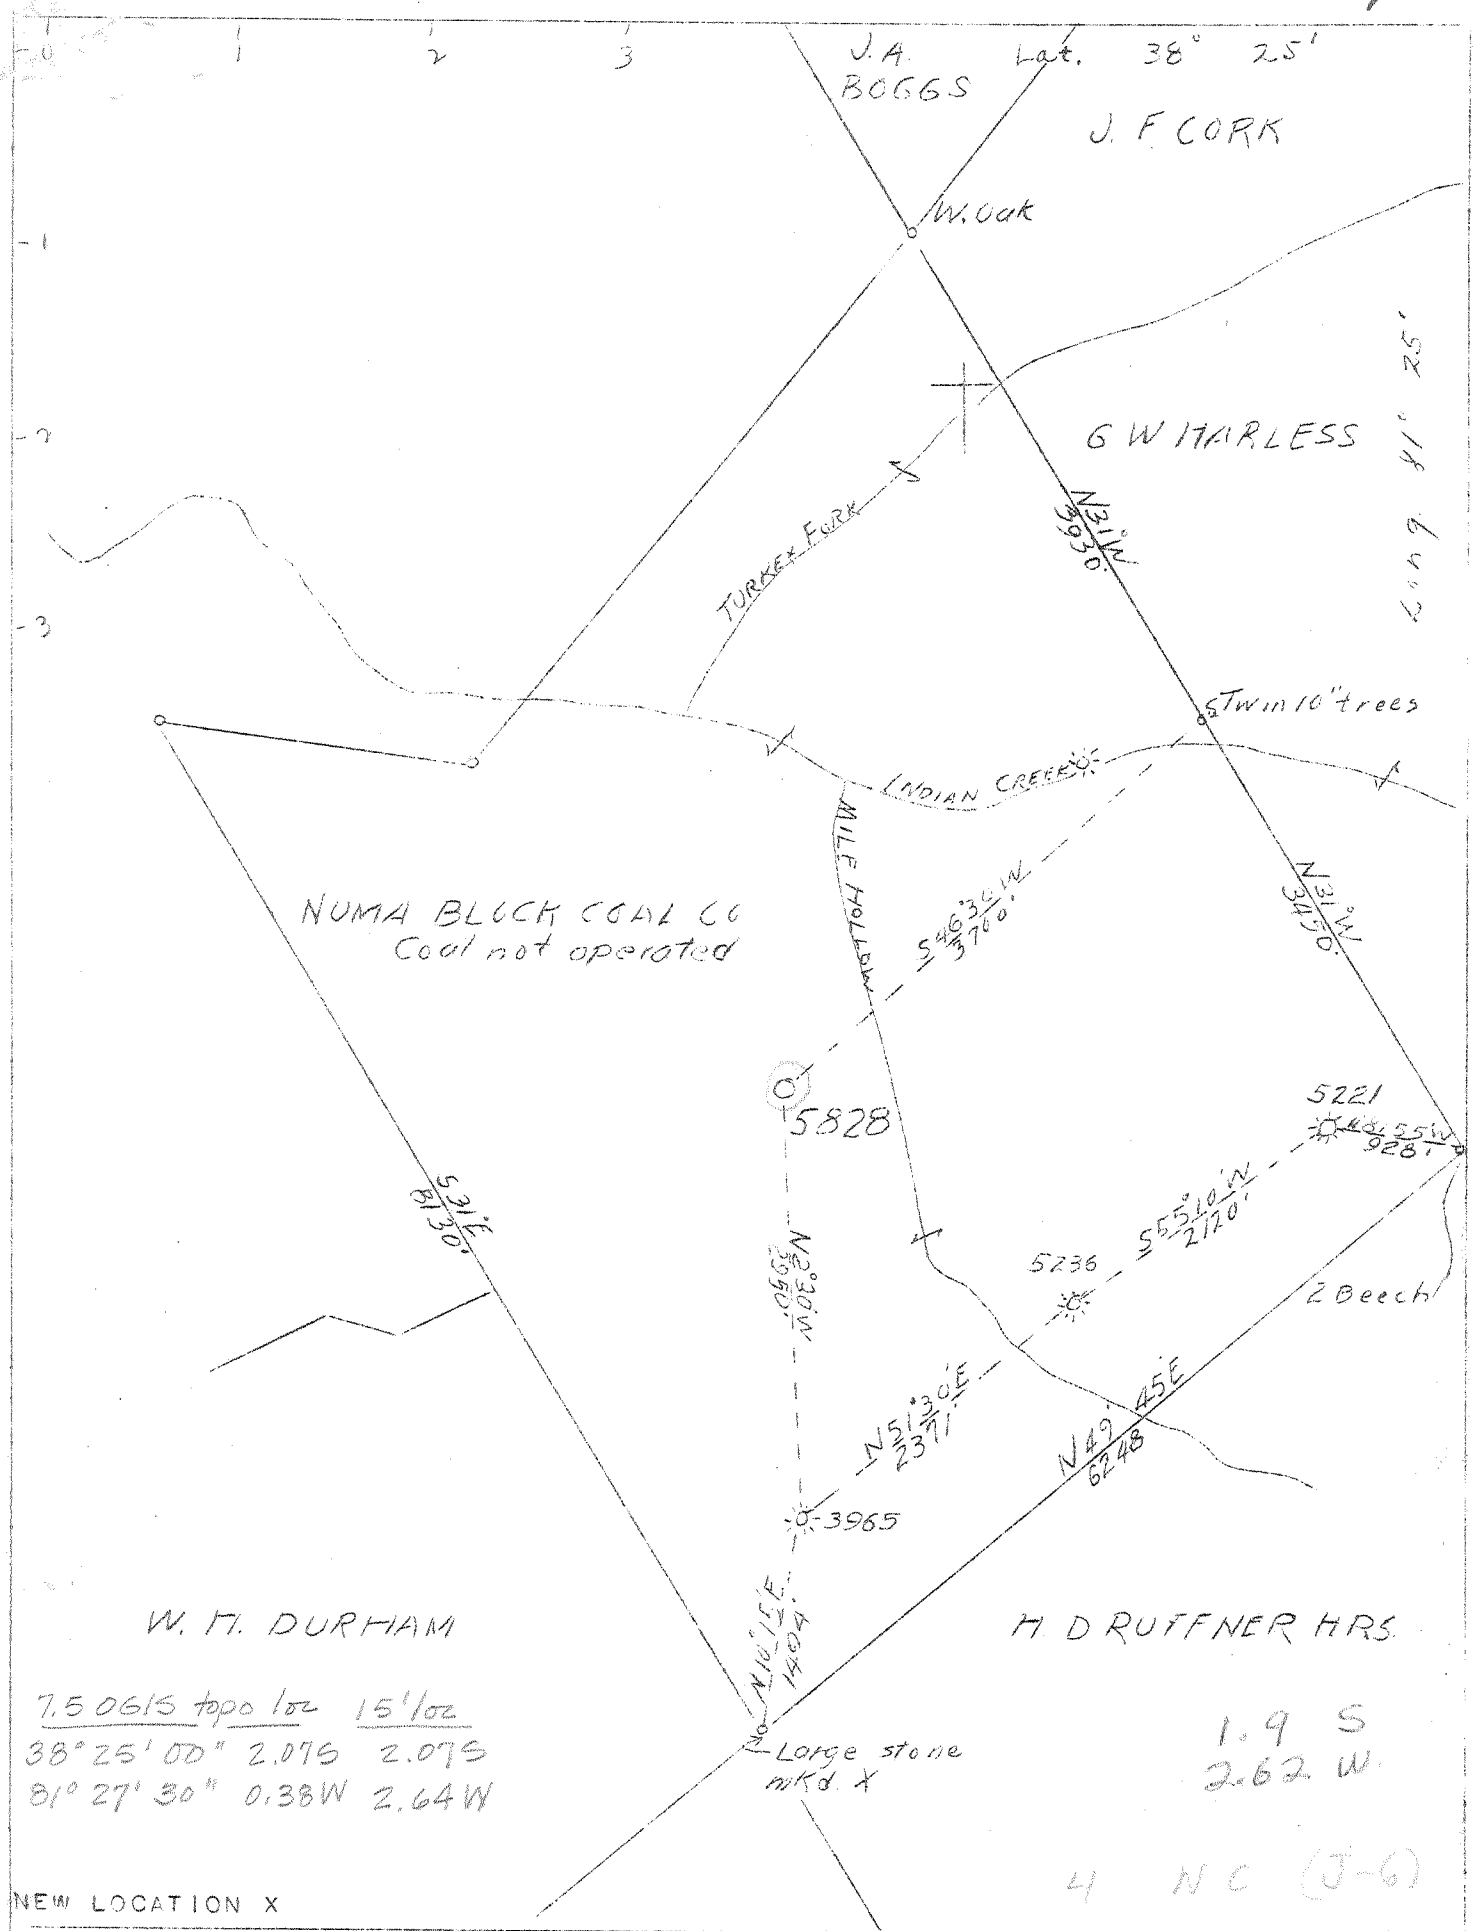 0 1 2 3
J.A.
BOGGS
Lat. 38° 25'
J. F. CORK
W. Oak
-1
-2
Long 81° 25'
G W HARLESS
N31°W
3930'
TURKEY FORK
-3
Twin 10" trees
INDIAN CREEK
MILE HOLLOW
N31°W
3450'
NUMA BLOCK COAL CO
Coal not operated
S46°30'W
3700'
5828
5221
928'
S31°E
8130'
S55°10'W
2120'
N2°30'W
3950'
5236
2 Beech
N51°30'E
2371'
N49° 45'E
6248
3965
N10°15'E
1404'
W. H. DURHAM
H D RUFFNER HRS.
7.5 OGIS topo loc 15' loc
38° 25' 00" 2.07S 2.07S
81° 27' 30" 0.38W 2.64W
1.9 S
2.62 W.
Large stone
mkd. X
4 NC (J-6)
NEW LOCATION X